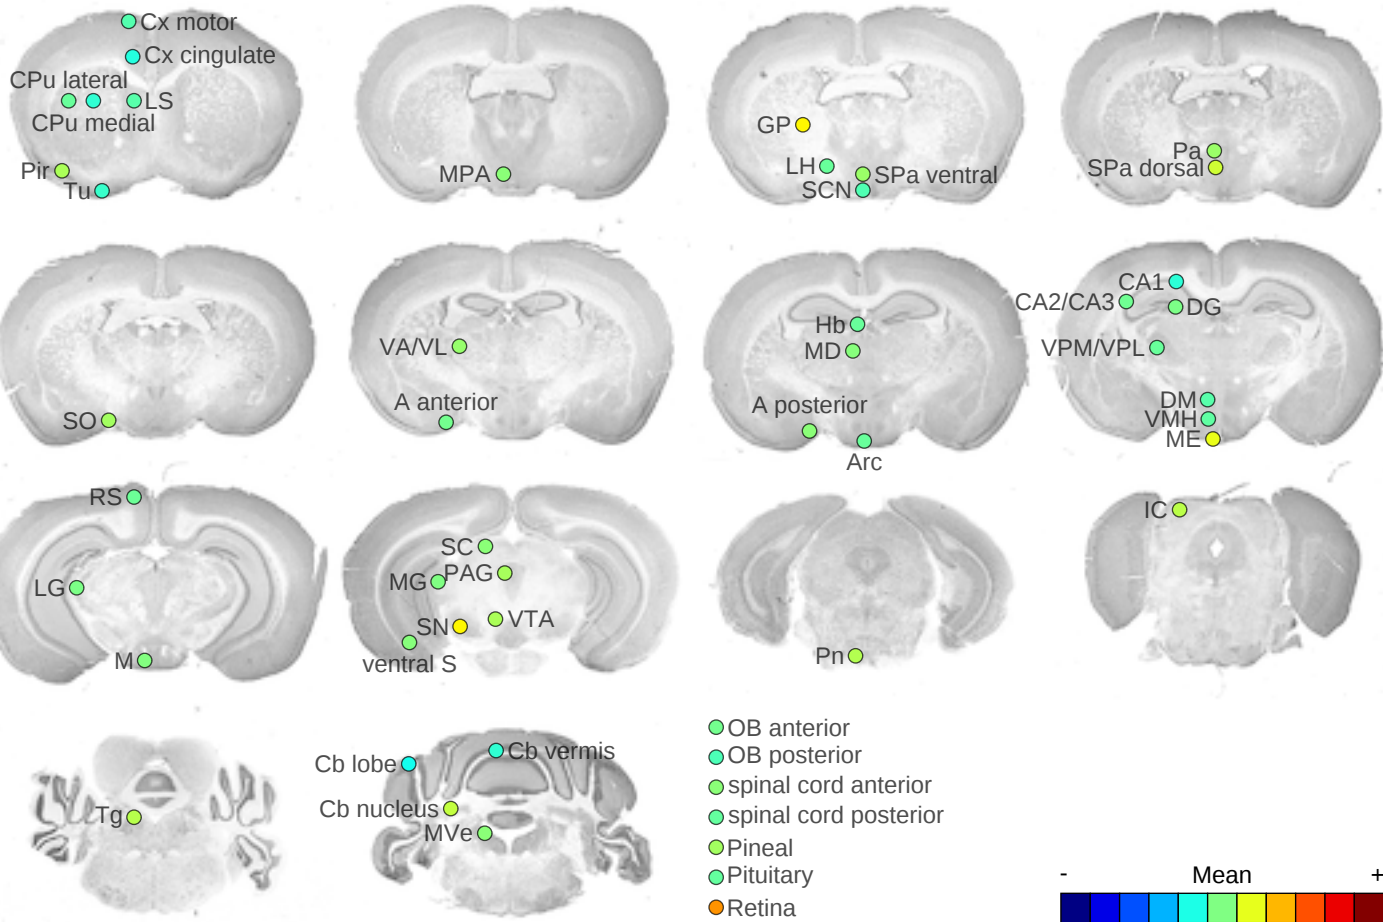 Cx motor
Cx cingulate
CPu lateral
LS
CPu medial
Pir
Tu
MPA
GP
LH
SPa ventral
SCN
Pa
SPa dorsal
SO
VA/VL
A anterior
Hb
MD
A posterior
Arc
CA1
CA2/CA3
DG
VPM/VPL
DM
VMH
ME
RS
LG
M
SC
PAG
MG
SN
VTA
ventral S
Pn
IC
Tg
Cb lobe
Cb vermis
Cb nucleus
MVe
OB anterior
OB posterior
spinal cord anterior
spinal cord posterior
Pineal
Pituitary
Retina
- Mean +